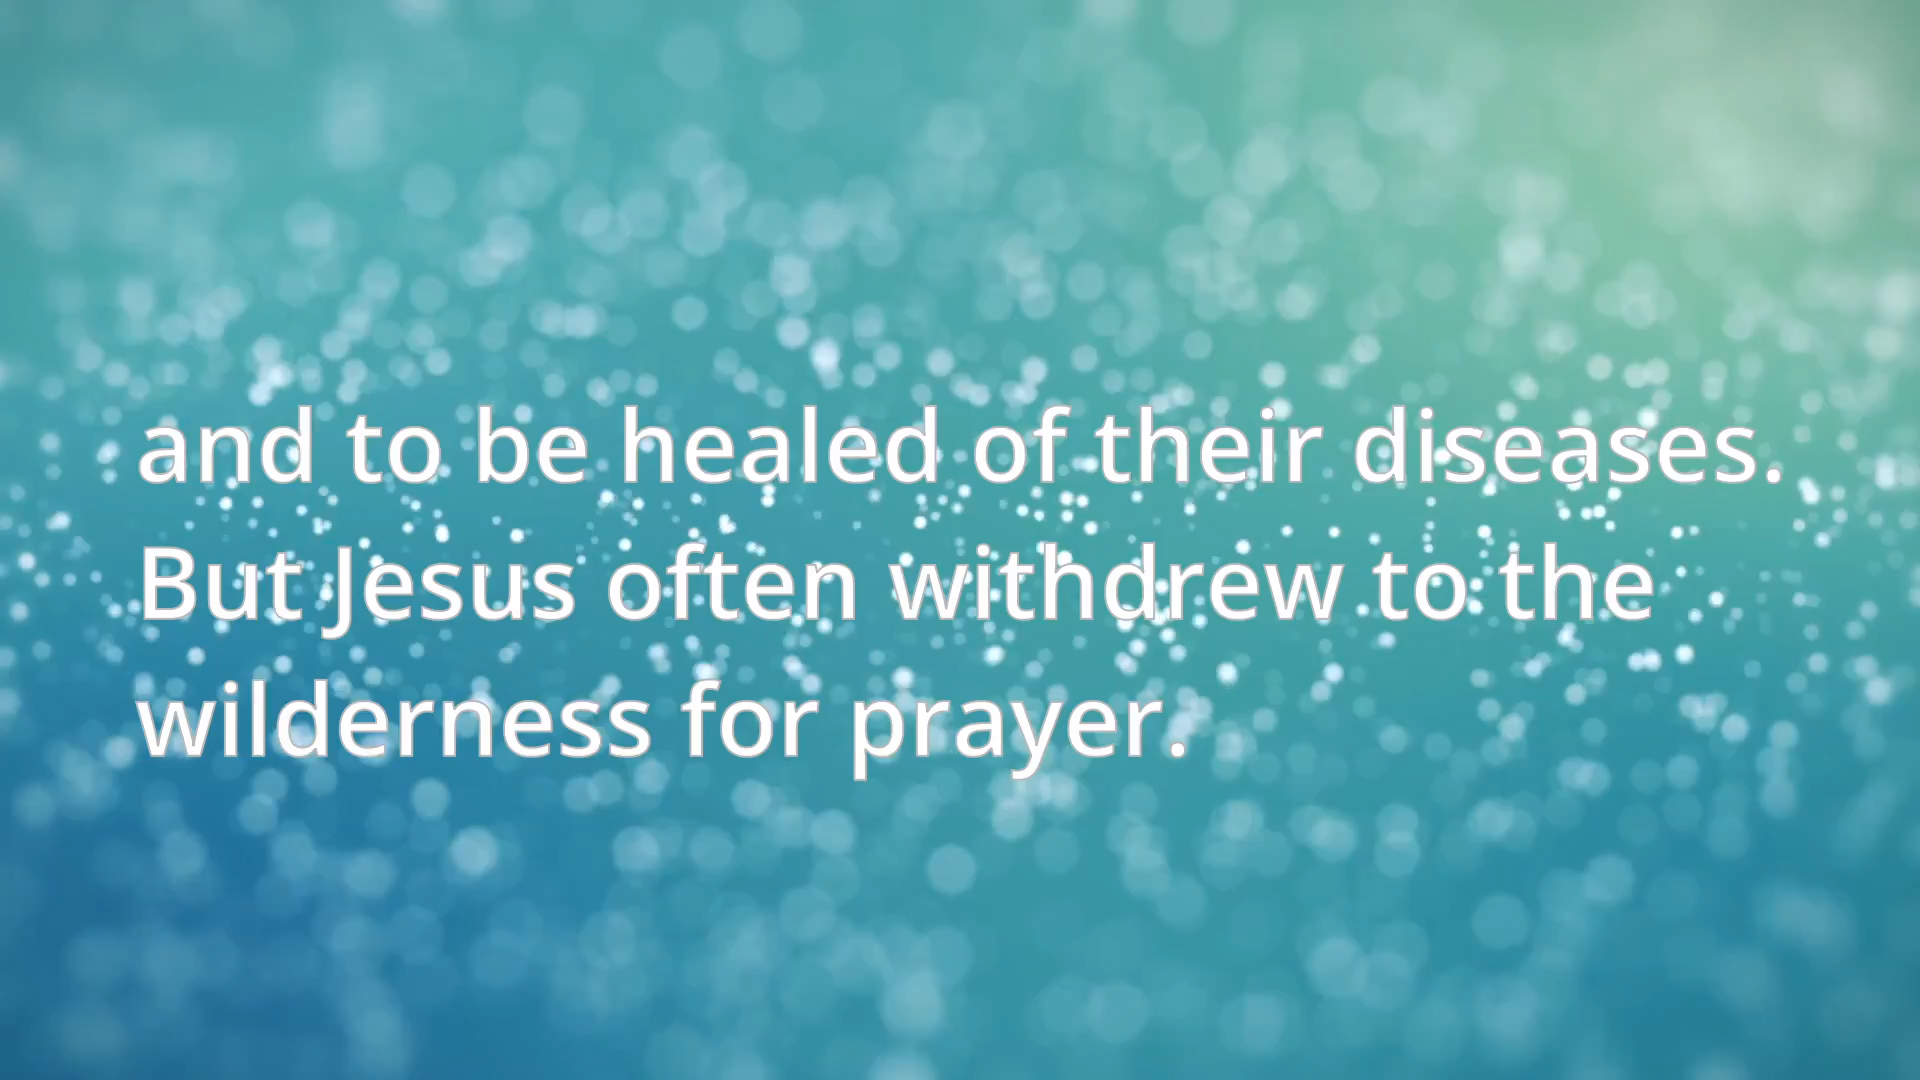 and to be healed of their diseases.
But Jesus often withdrew to the
wilderness for prayer.